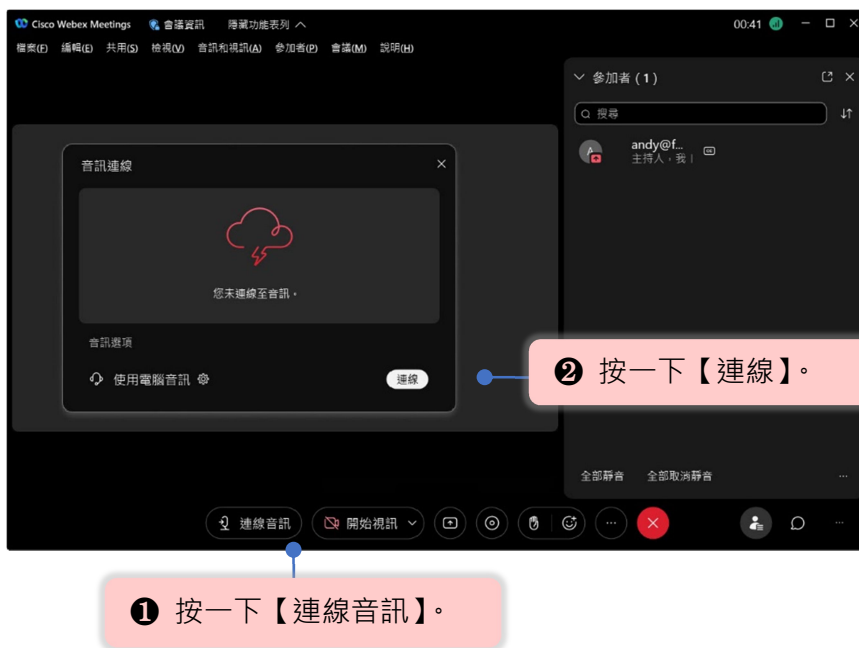 Cisco Webex Meetings 會議資訊 隱藏功能表列 00:41
檔案(F) 編輯(E) 共用(S) 檢視(V) 音訊和視訊(A) 參加者(P) 會議(M) 說明(H)
參加者 ( 1 )
搜尋
A andy@f...
主持人，我
音訊連線
您未連線至音訊。
音訊選項
使用電腦音訊 連線
❷ 按一下【連線】。
全部靜音 全部取消靜音 ...
連線音訊 開始視訊
❶ 按一下【連線音訊】。